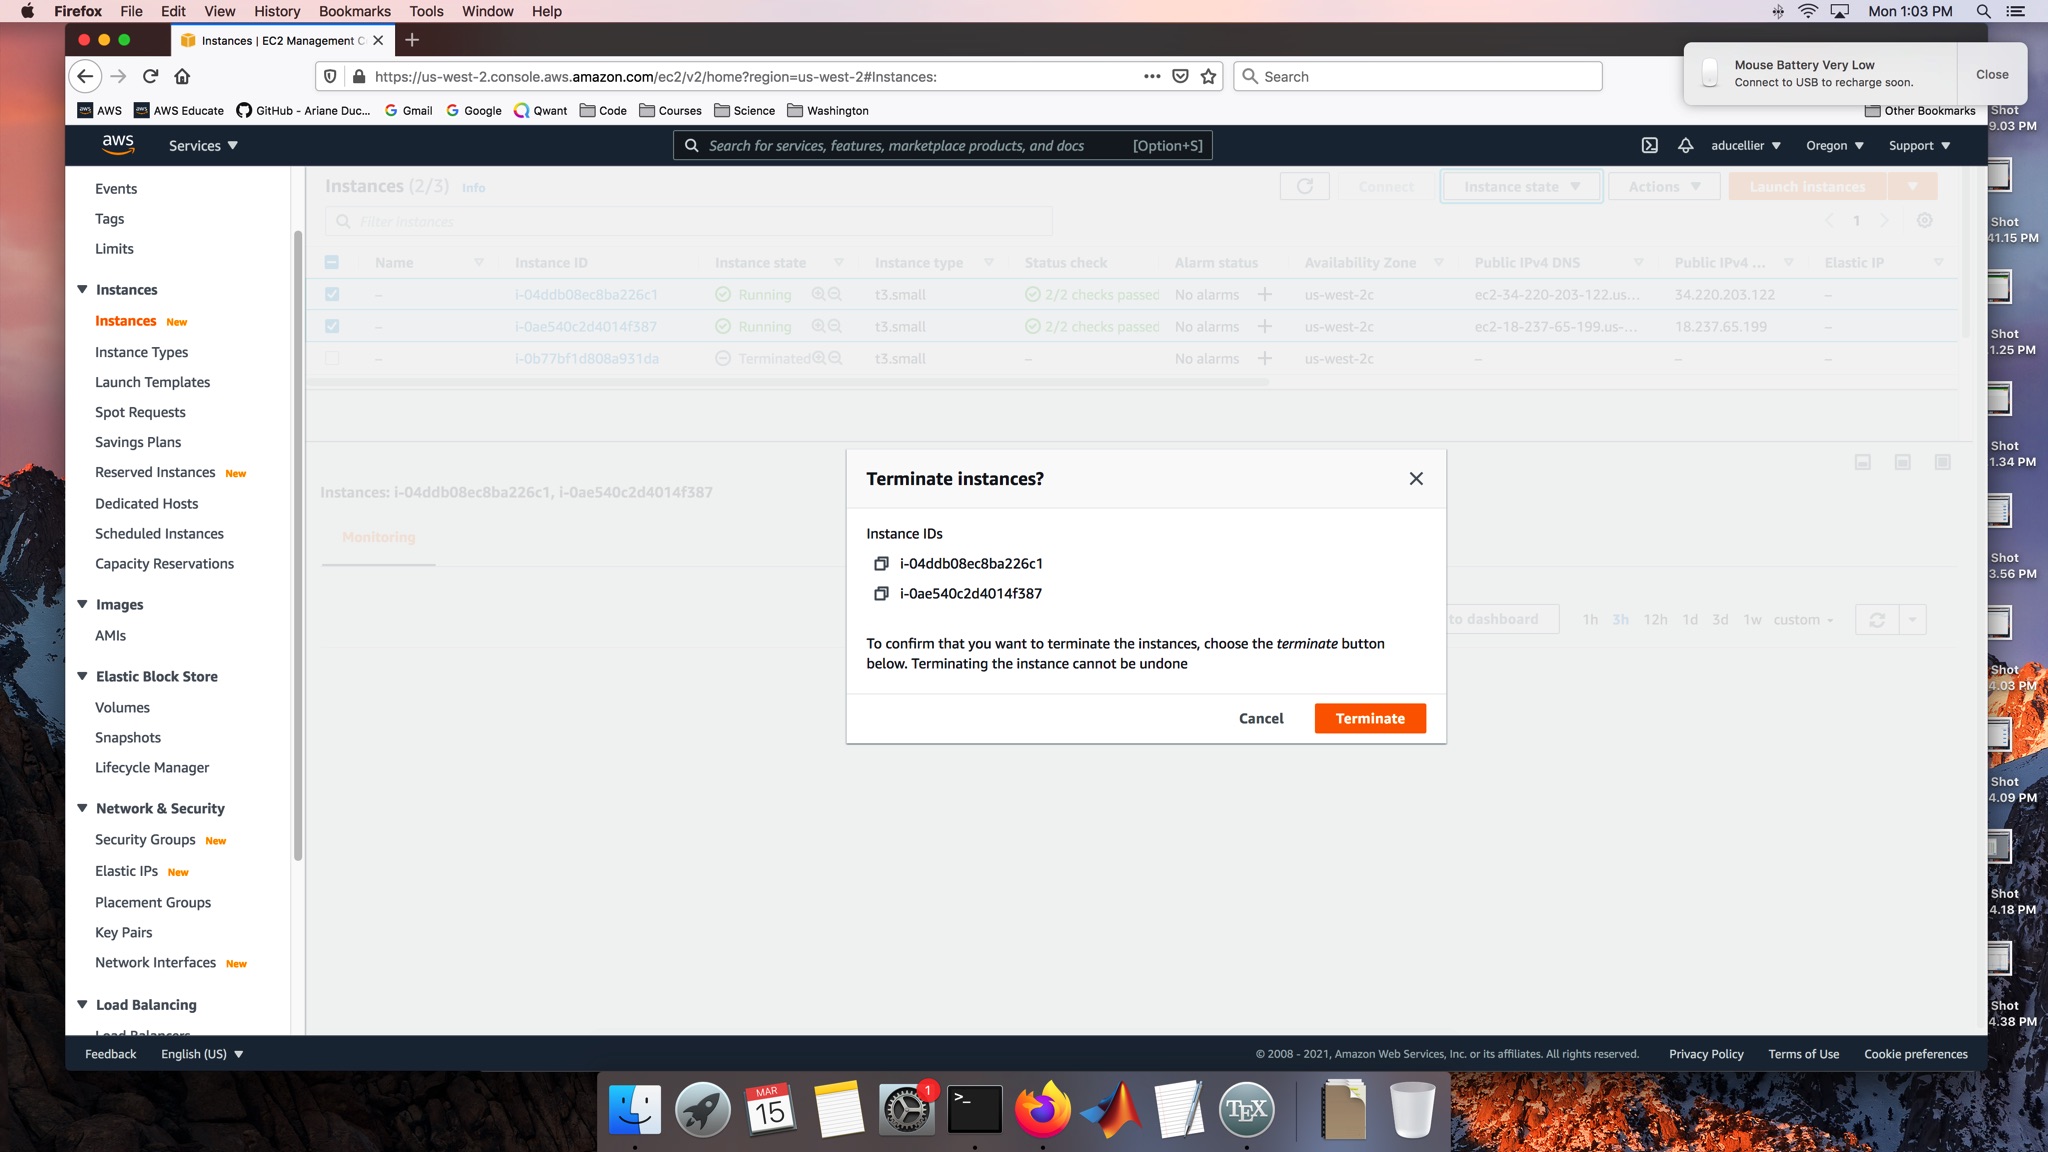 Firefox File Edit View History Bookmarks Tools Window Help
Mon 1:03 PM
Instances | EC2 Management C
https://us-west-2.console.aws.amazon.com/ec2/v2/home?region=us-west-2#Instances:
Search
Mouse Battery Very Low
Connect to USB to recharge soon.
Close
AWS
AWS Educate
GitHub - Ariane Duc...
Gmail
Google
Qwant
Code
Courses
Science
Washington
Other Bookmarks
aws
Services
Search for services, features, marketplace products, and docs
[Option+S]
aducellier
Oregon
Support
Events
Tags
Limits
Instances
Instances New
Instance Types
Launch Templates
Spot Requests
Savings Plans
Reserved Instances New
Dedicated Hosts
Scheduled Instances
Capacity Reservations
Images
AMIs
Elastic Block Store
Volumes
Snapshots
Lifecycle Manager
Network & Security
Security Groups New
Elastic IPs New
Placement Groups
Key Pairs
Network Interfaces New
Load Balancing
Load Balancers
Instances (2/3) Info
Connect
Instance state
Actions
Launch instances
Filter instances
1
Name Instance ID Instance state Instance type Status check Alarm status Availability Zone Public IPv4 DNS Public IPv4 ... Elastic IP
– i-04ddb08ec8ba226c1 Running t3.small 2/2 checks passed No alarms us-west-2c ec2-34-220-203-122.us... 34.220.203.122 –
– i-0ae540c2d4014f387 Running t3.small 2/2 checks passed No alarms us-west-2c ec2-18-237-65-199.us-... 18.237.65.199 –
– i-0b77bf1d808a931da Terminated t3.small – No alarms us-west-2c – – –
Instances: i-04ddb08ec8ba226c1, i-0ae540c2d4014f387
Monitoring
to dashboard
1h 3h 12h 1d 3d 1w custom
Terminate instances?
Instance IDs
i-04ddb08ec8ba226c1
i-0ae540c2d4014f387
To confirm that you want to terminate the instances, choose the terminate button
below. Terminating the instance cannot be undone
Cancel
Terminate
Feedback
English (US)
© 2008 - 2021, Amazon Web Services, Inc. or its affiliates. All rights reserved.
Privacy Policy
Terms of Use
Cookie preferences
Shot
9.03 PM
Shot
41.15 PM
Shot
1.25 PM
Shot
1.34 PM
Shot
3.56 PM
Shot
4.03 PM
Shot
4.09 PM
Shot
4.18 PM
Shot
4.38 PM
MAR
15
1
>_
TEX